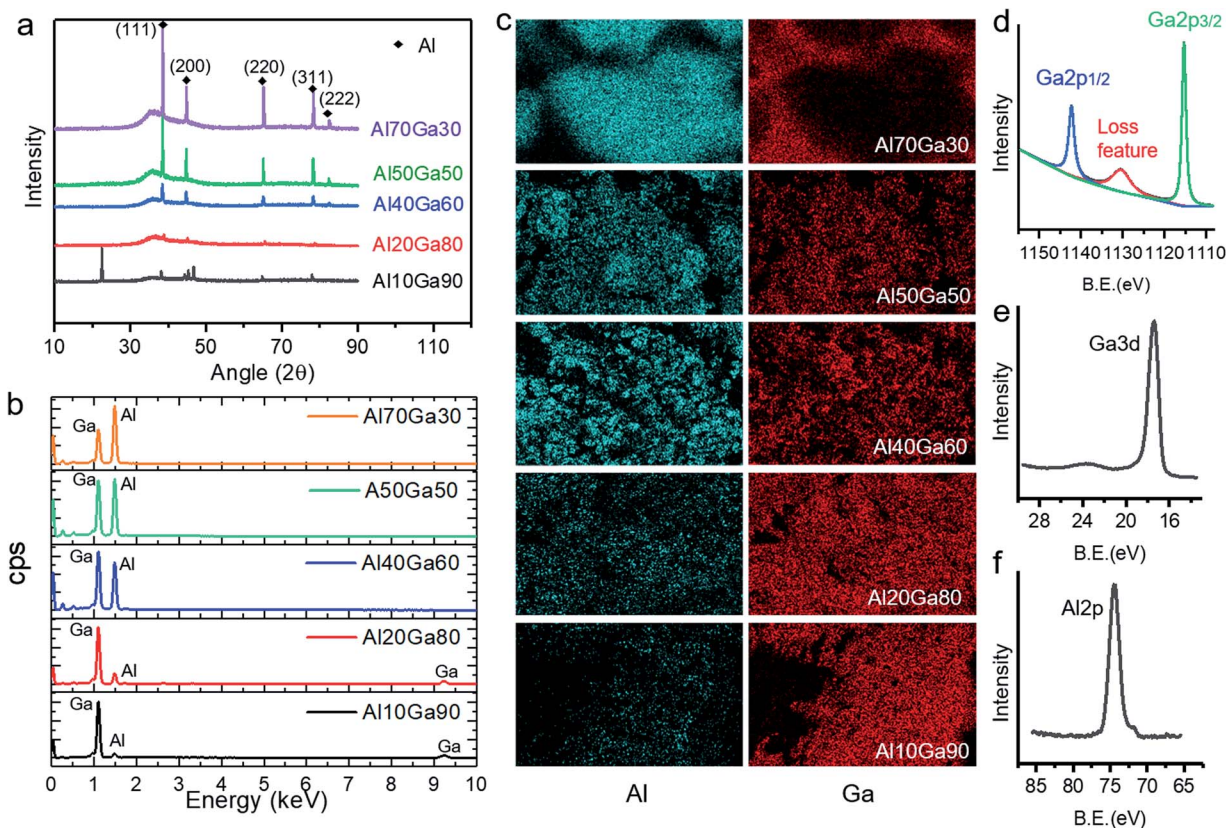 a
(111)
Al
(200)
(220)
(311)
(222)
Al70Ga30
Al50Ga50
Al40Ga60
Al20Ga80
Al10Ga90
Intensity
10 30 50 70 90 110
Angle (2θ)
b
Ga Al Al70Ga30
Ga Al A50Ga50
Ga Al Al40Ga60
Ga Al Al20Ga80 Ga
Ga Al Al10Ga90 Ga
cps
0 1 2 3 4 5 6 7 8 9 10
Energy (keV)
c
Al70Ga30
Al50Ga50
Al40Ga60
Al20Ga80
Al10Ga90
Al Ga
d
Ga2p3/2
Ga2p1/2
Loss
feature
Intensity
1150 1140 1130 1120 1110
B.E.(eV)
e
Ga3d
Intensity
28 22 17 12
B.E.(eV)
f
Al2p
Intensity
85 80 75 70 65
B.E.(eV)